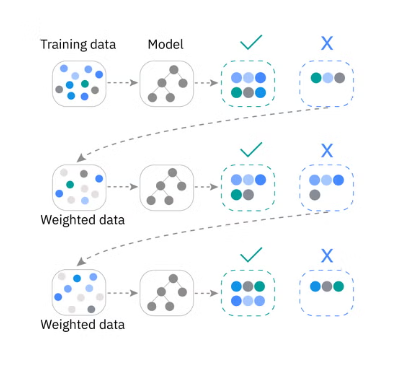 Training data
Model
X
X
Weighted data
X
Weighted data